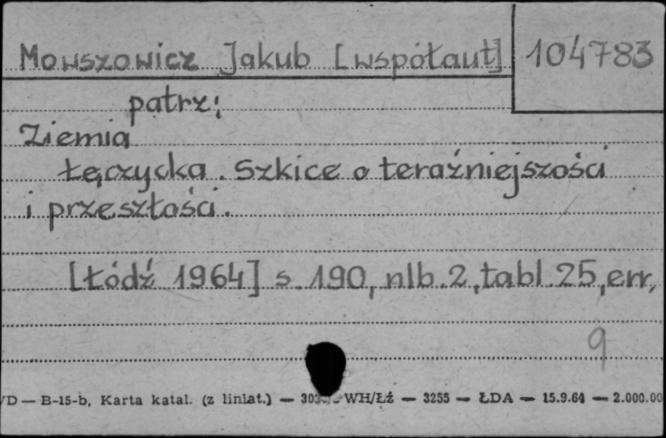 Mowszowicz Jakub [współaut] 104783
patrz:
Ziemia
Łęczycka. Szkice o teraźniejszości
i przeszłości.
[Łódź 1964] s. 190, nlb. 2, tabl. 25, err,
9
VD — B-15-b, Karta katal. (z liniat.) — WH/Łź — 3255 — ŁDA — 15.9.64 — 2.000.00